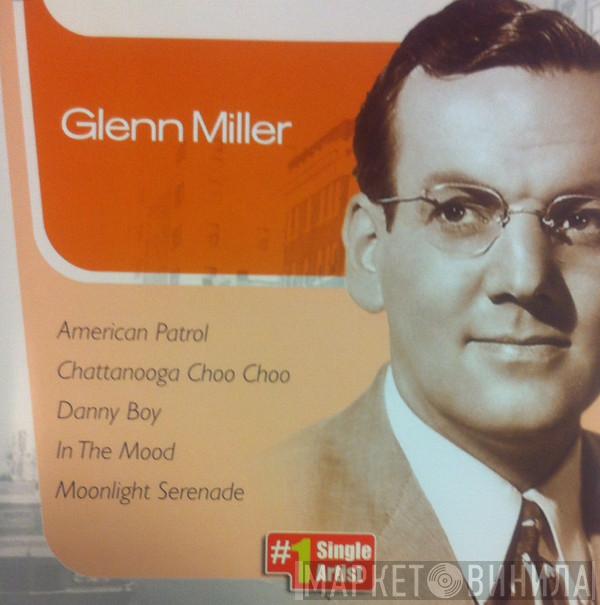 Glenn Miller
American Patrol
Chattanooga Choo Choo
Danny Boy
In The Mood
Moonlight Serenade
#1 Single
Artist
МАРКЕТ ВИНИЛА